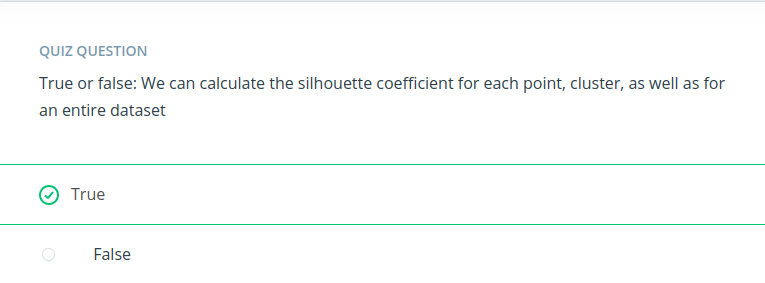 QUIZ QUESTION
True or false: We can calculate the silhouette coefficient for each point, cluster, as well as for
an entire dataset
True
False